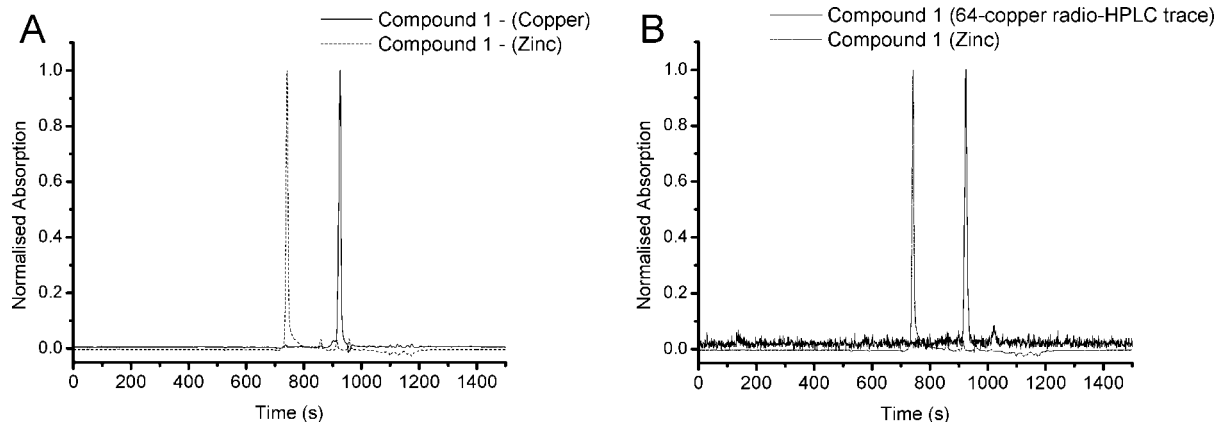 A
Compound 1 - (Copper)
Compound 1 - (Zinc)
Normalised Absorption
1.0
0.8
0.6
0.4
0.2
0.0
0 200 400 600 800 1000 1200 1400
Time (s)
B
Compound 1 (64-copper radio-HPLC trace)
Compound 1 (Zinc)
Normalised Absorption
1.0
0.8
0.6
0.4
0.2
0.0
0 200 400 600 800 1000 1200 1400
Time (s)